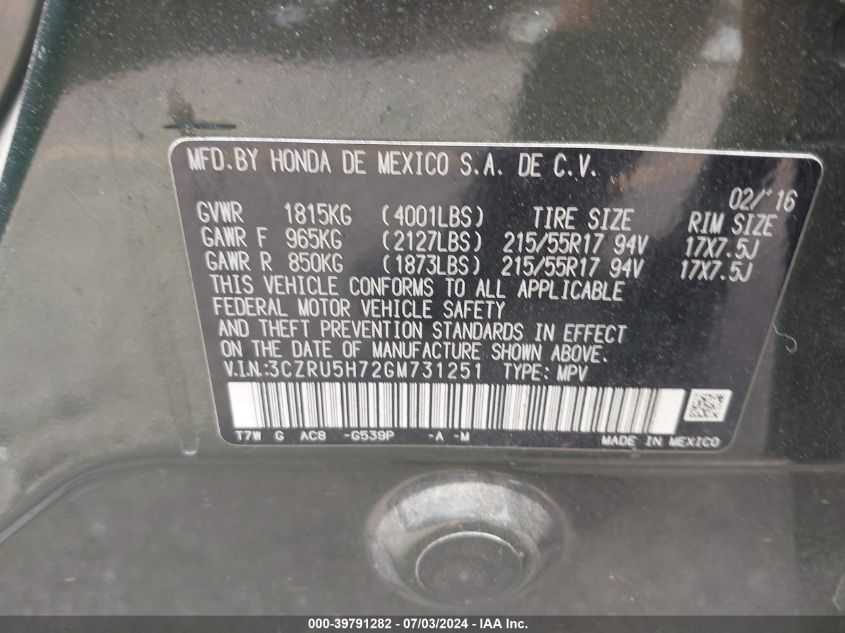 MFD. BY HONDA DE MEXICO S.A. DE C.V.
02/'16
GVWR 1815KG (4001LBS) TIRE SIZE RIM SIZE
GAWR F 965KG (2127LBS) 215/55R17 94V 17X7.5J
GAWR R 850KG (1873LBS) 215/55R17 94V 17X7.5J
THIS VEHICLE CONFORMS TO ALL APPLICABLE
FEDERAL MOTOR VEHICLE SAFETY
AND THEFT PREVENTION STANDARDS IN EFFECT
ON THE DATE OF MANUFACTURE SHOWN ABOVE.
V.I.N:3CZRU5H72GM731251 TYPE: MPV
T7W G AC8 -G539P -A -M MADE IN MEXICO
000-39791282 - 07/03/2024 - IAA Inc.